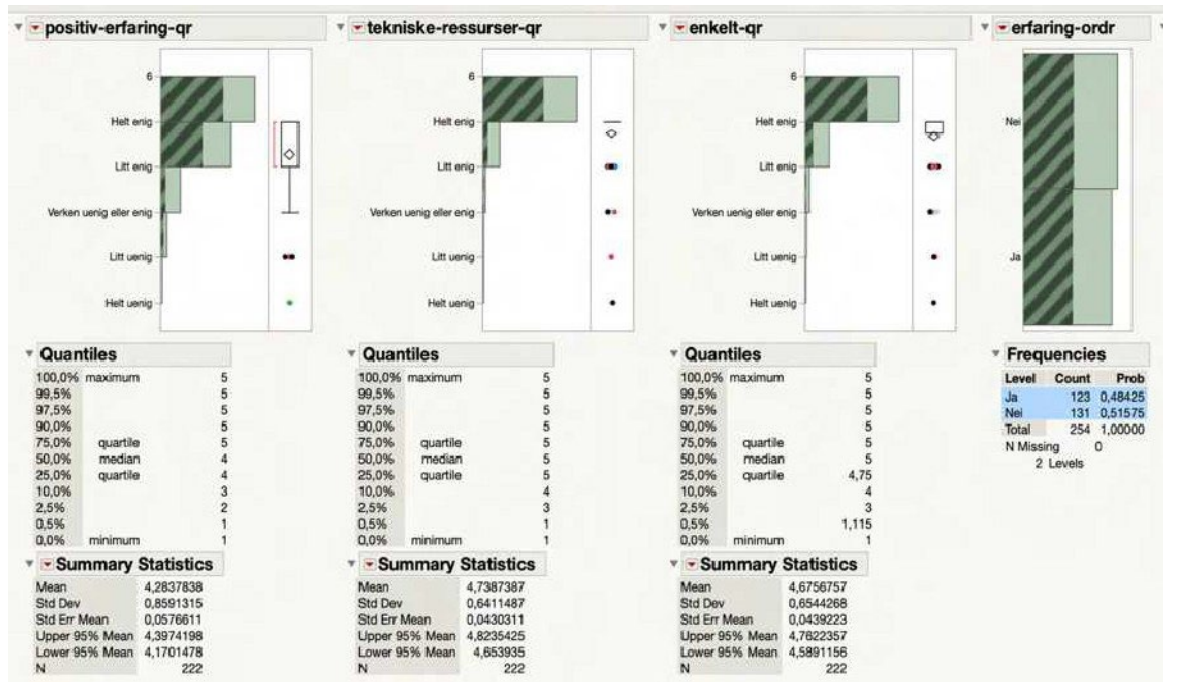 positiv-erfaring-qr
6
Helt enig
Litt enig
Verken uenig eller enig
Litt uenig
Helt uenig
Quantiles
100,0% maximum 5
99,5% 5
97,5% 5
90,0% 5
75,0% quartile 5
50,0% median 4
25,0% quartile 4
10,0% 3
2,5% 2
0,5% 1
0,0% minimum 1
Summary Statistics
Mean 4,2837838
Std Dev 0,8591315
Std Err Mean 0,0576611
Upper 95% Mean 4,3974198
Lower 95% Mean 4,1701478
N 222
tekniske-ressurser-qr
6
Helt enig
Litt enig
Verken uenig eller enig
Litt uenig
Helt uenig
Quantiles
100,0% maximum 5
99,5% 5
97,5% 5
90,0% 5
75,0% quartile 5
50,0% median 5
25,0% quartile 5
10,0% 4
2,5% 3
0,5% 1
0,0% minimum 1
Summary Statistics
Mean 4,7387387
Std Dev 0,6411487
Std Err Mean 0,0430311
Upper 95% Mean 4,8235425
Lower 95% Mean 4,653935
N 222
enkelt-qr
6
Helt enig
Litt enig
Verken uenig eller enig
Litt uenig
Helt uenig
Quantiles
100,0% maximum 5
99,5% 5
97,5% 5
90,0% 5
75,0% quartile 5
50,0% median 5
25,0% quartile 4,75
10,0% 4
2,5% 3
0,5% 1,115
0,0% minimum 1
Summary Statistics
Mean 4,6756757
Std Dev 0,6544268
Std Err Mean 0,0439223
Upper 95% Mean 4,7622357
Lower 95% Mean 4,5891156
N 222
erfaring-ordr
Nei
Ja
Frequencies
Level Count Prob
Ja 123 0,48425
Nei 131 0,51575
Total 254 1,00000
N Missing 0
2 Levels